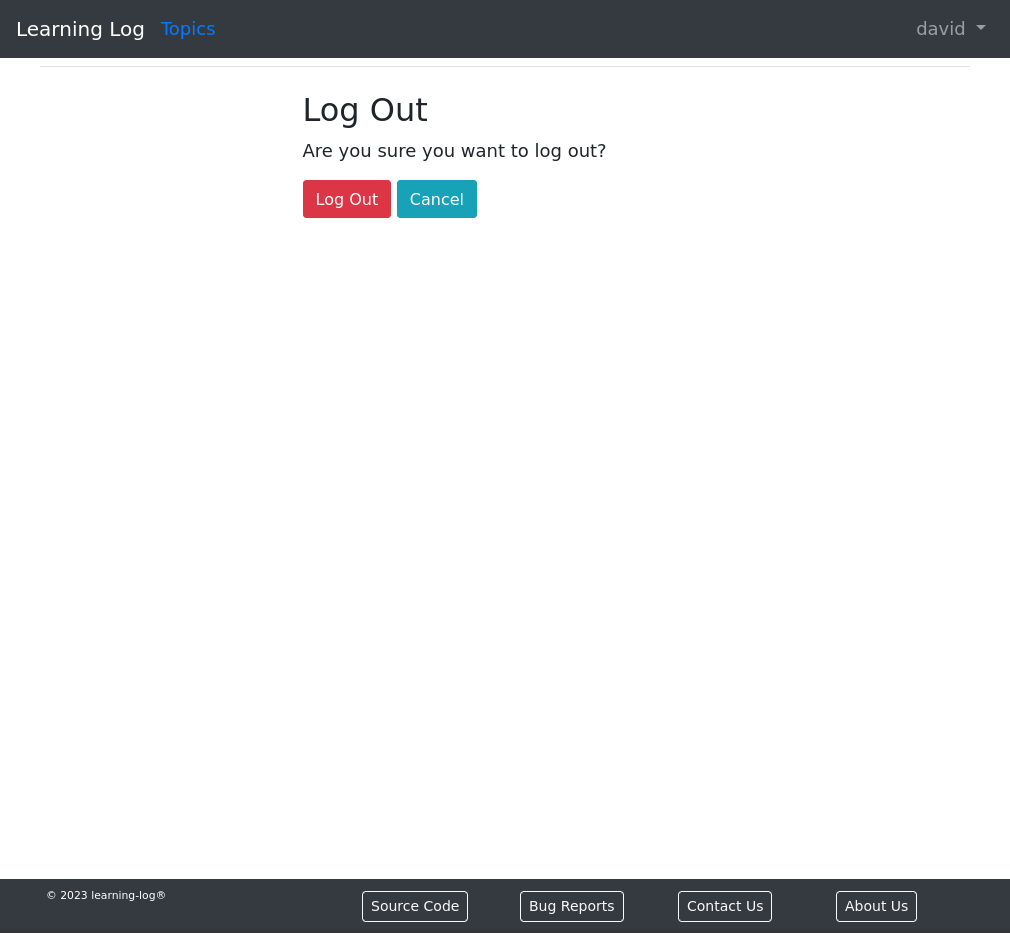 Learning Log Topics david
Log Out
Are you sure you want to log out?
Log Out Cancel
© 2023 learning-log® Source Code Bug Reports Contact Us About Us